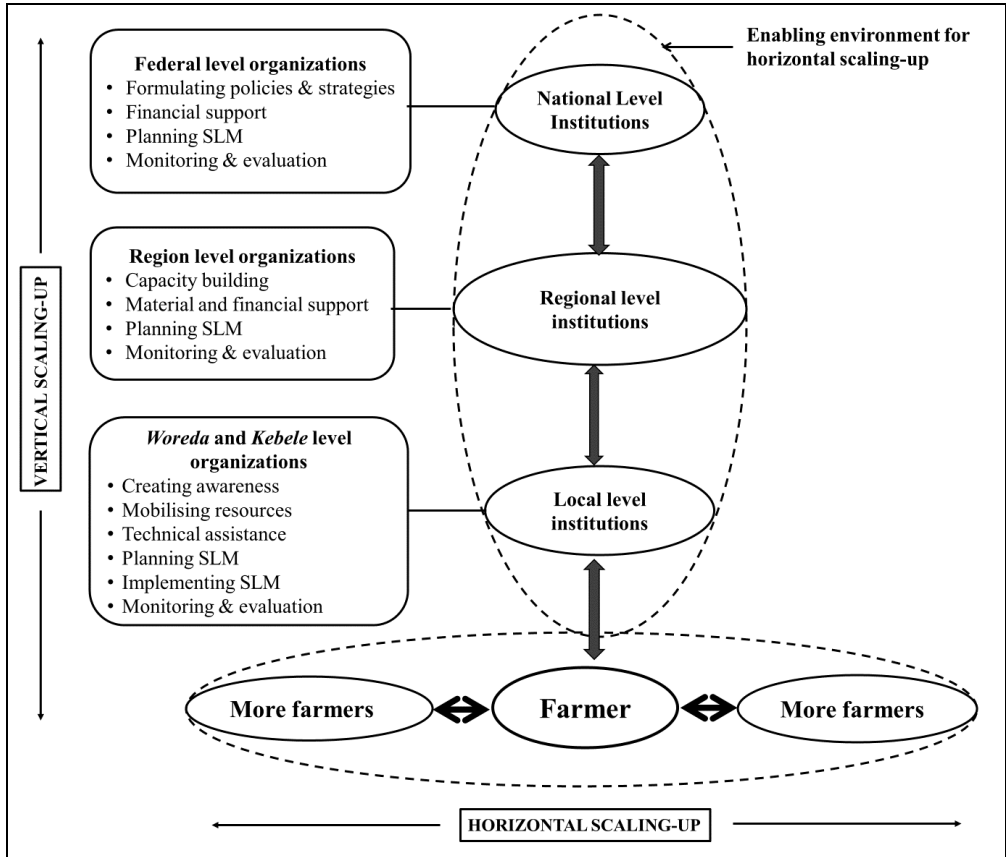 Enabling environment for
horizontal scaling-up
Federal level organizations
• Formulating policies & strategies
• Financial support
• Planning SLM
• Monitoring & evaluation
National Level
Institutions
Region level organizations
• Capacity building
• Material and financial support
• Planning SLM
• Monitoring & evaluation
Regional level
institutions
VERTICAL SCALING-UP
Woreda and Kebele level
organizations
• Creating awareness
• Mobilising resources
• Technical assistance
• Planning SLM
• Implementing SLM
• Monitoring & evaluation
Local level
institutions
More farmers
Farmer
More farmers
HORIZONTAL SCALING-UP